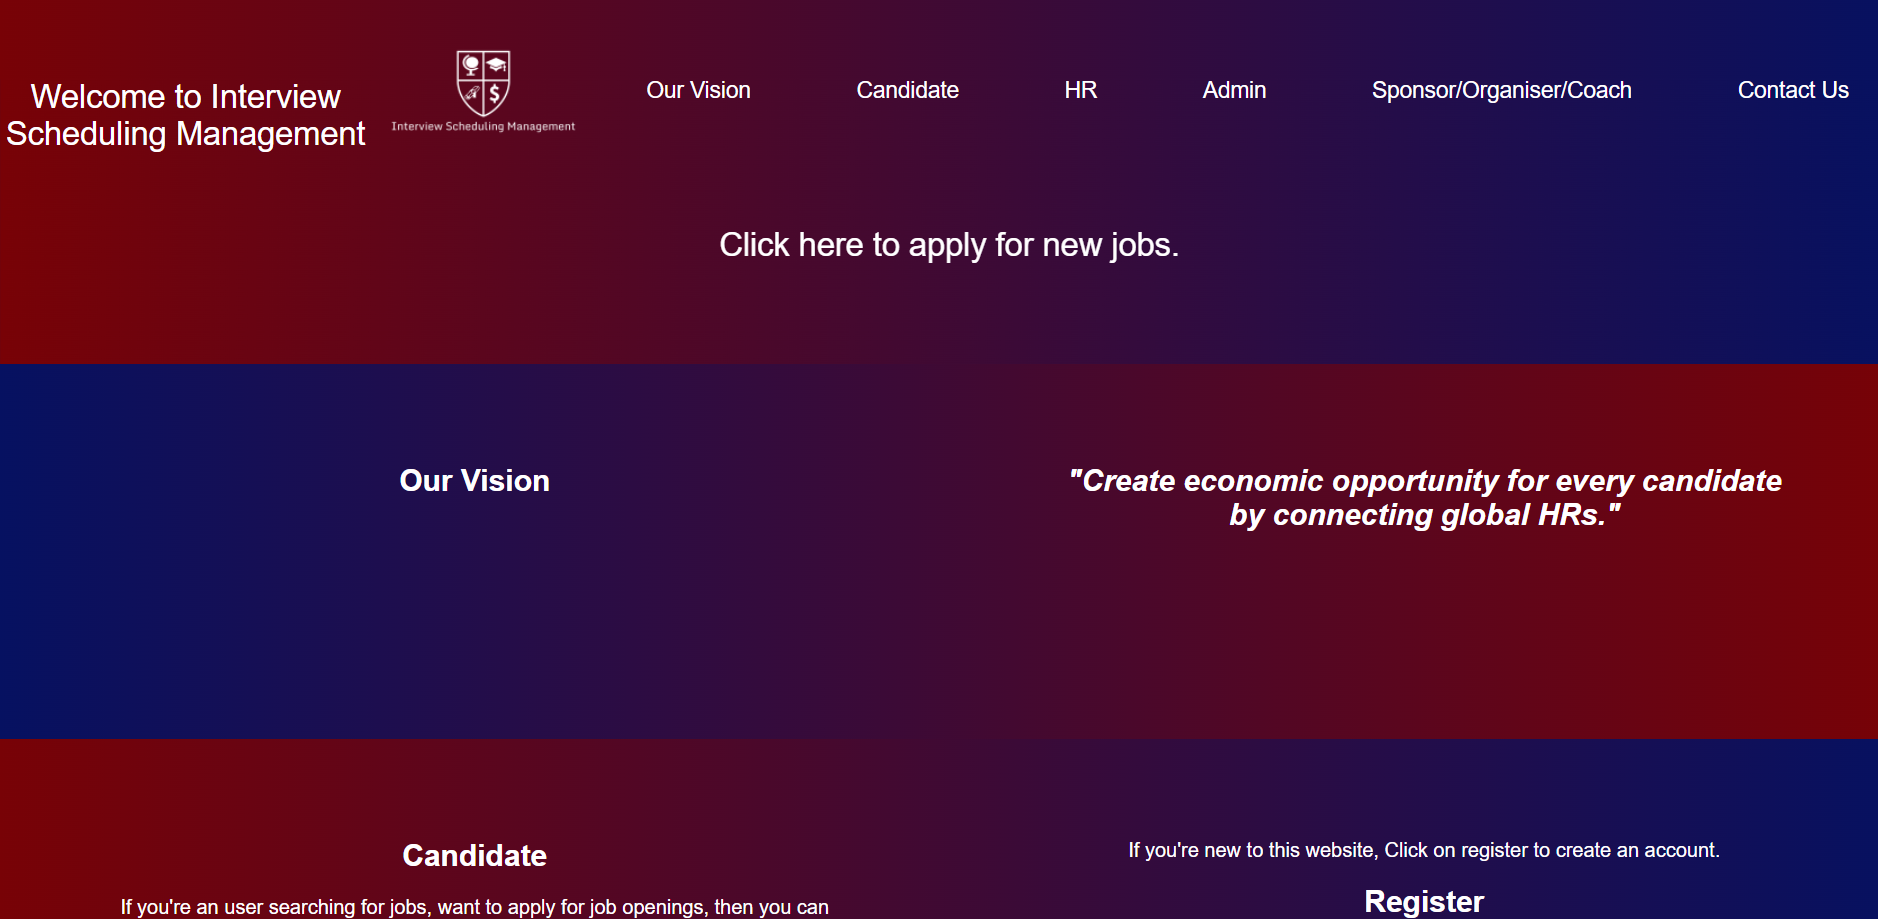 Welcome to Interview
Scheduling Management
Interview Scheduling Management
Our Vision
Candidate
HR
Admin
Sponsor/Organiser/Coach
Contact Us
Click here to apply for new jobs.
Our Vision
"Create economic opportunity for every candidate
by connecting global HRs."
Candidate
If you're an user searching for jobs, want to apply for job openings, then you can
If you're new to this website, Click on register to create an account.
Register